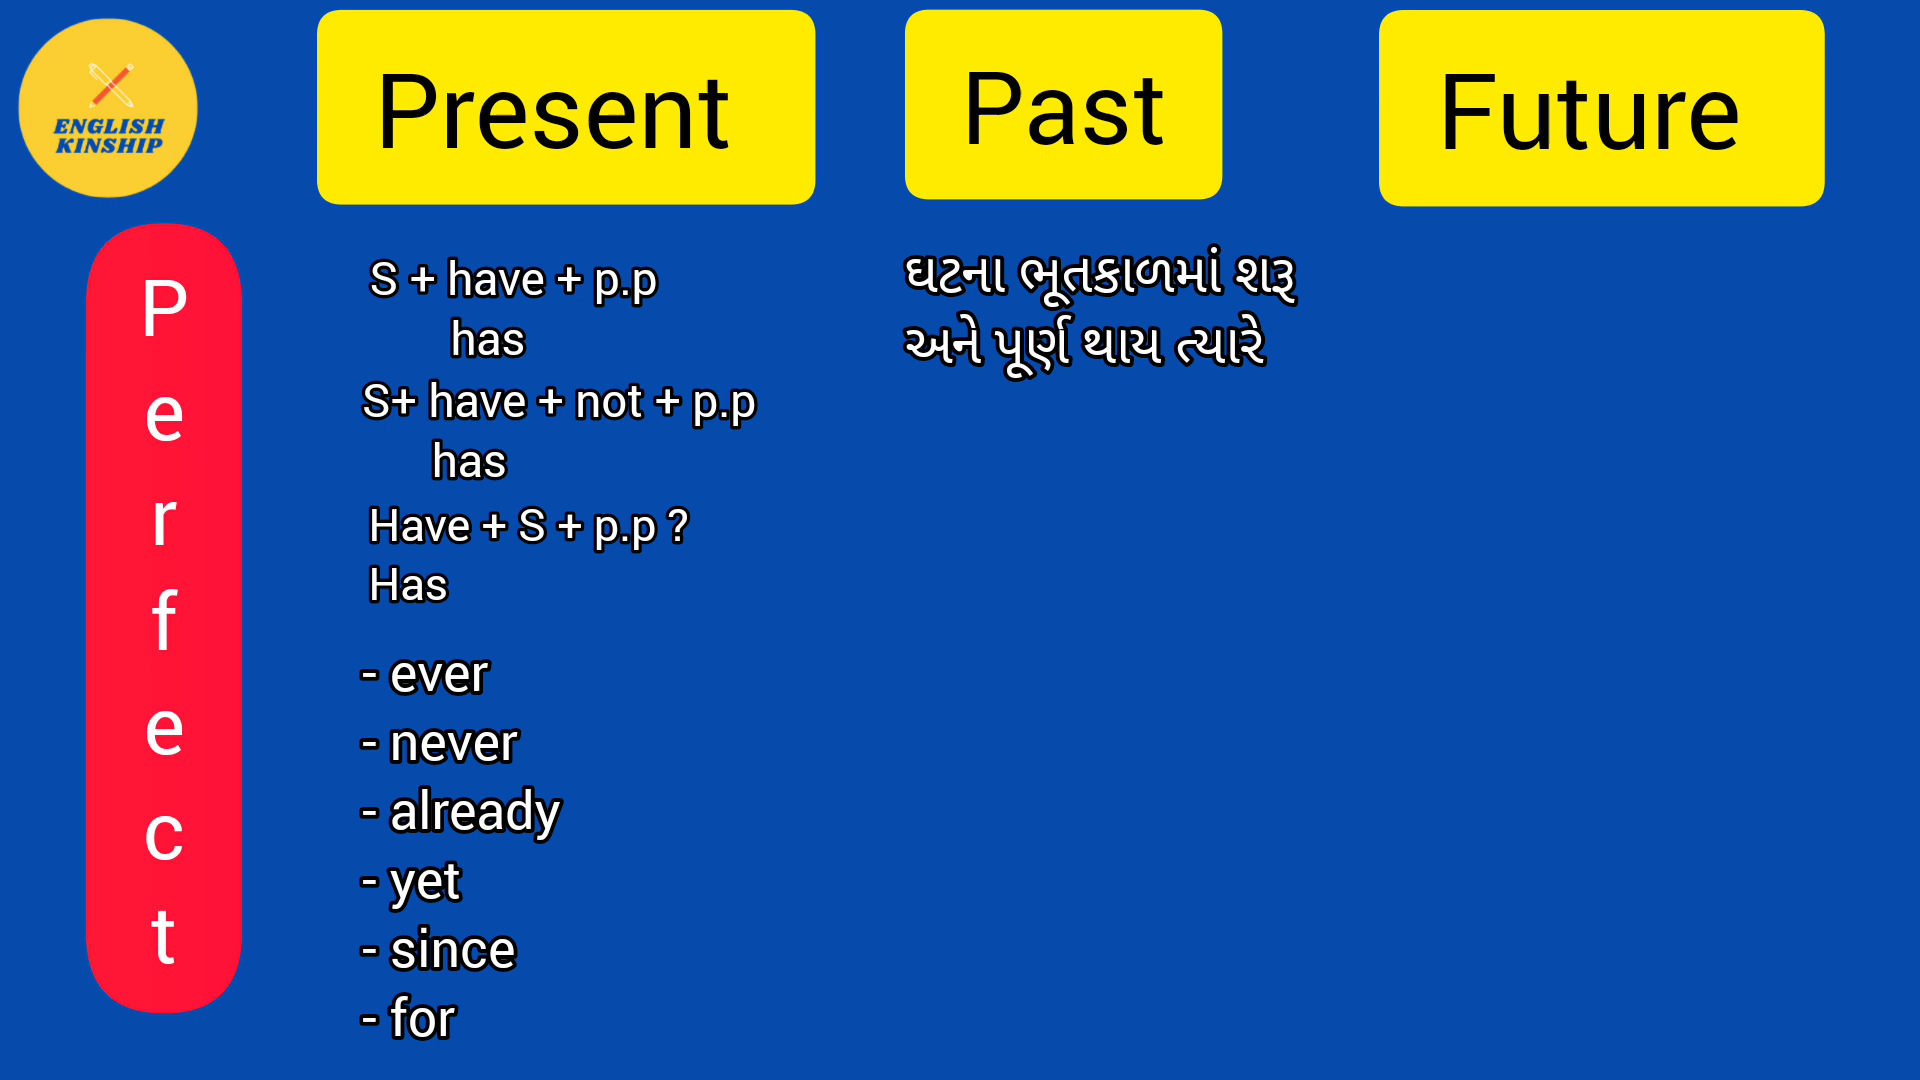 ENGLISH
KINSHIP
Present
Past
Future
P
e
r
f
e
c
t
S + have + p.p
has
S+ have + not + p.p
has
Have + S + p.p ?
Has
- ever
- never
- already
- yet
- since
- for
ઘટના ભૂતકાળમાં શરૂ
અને પૂર્ણ થાય ત્યારે